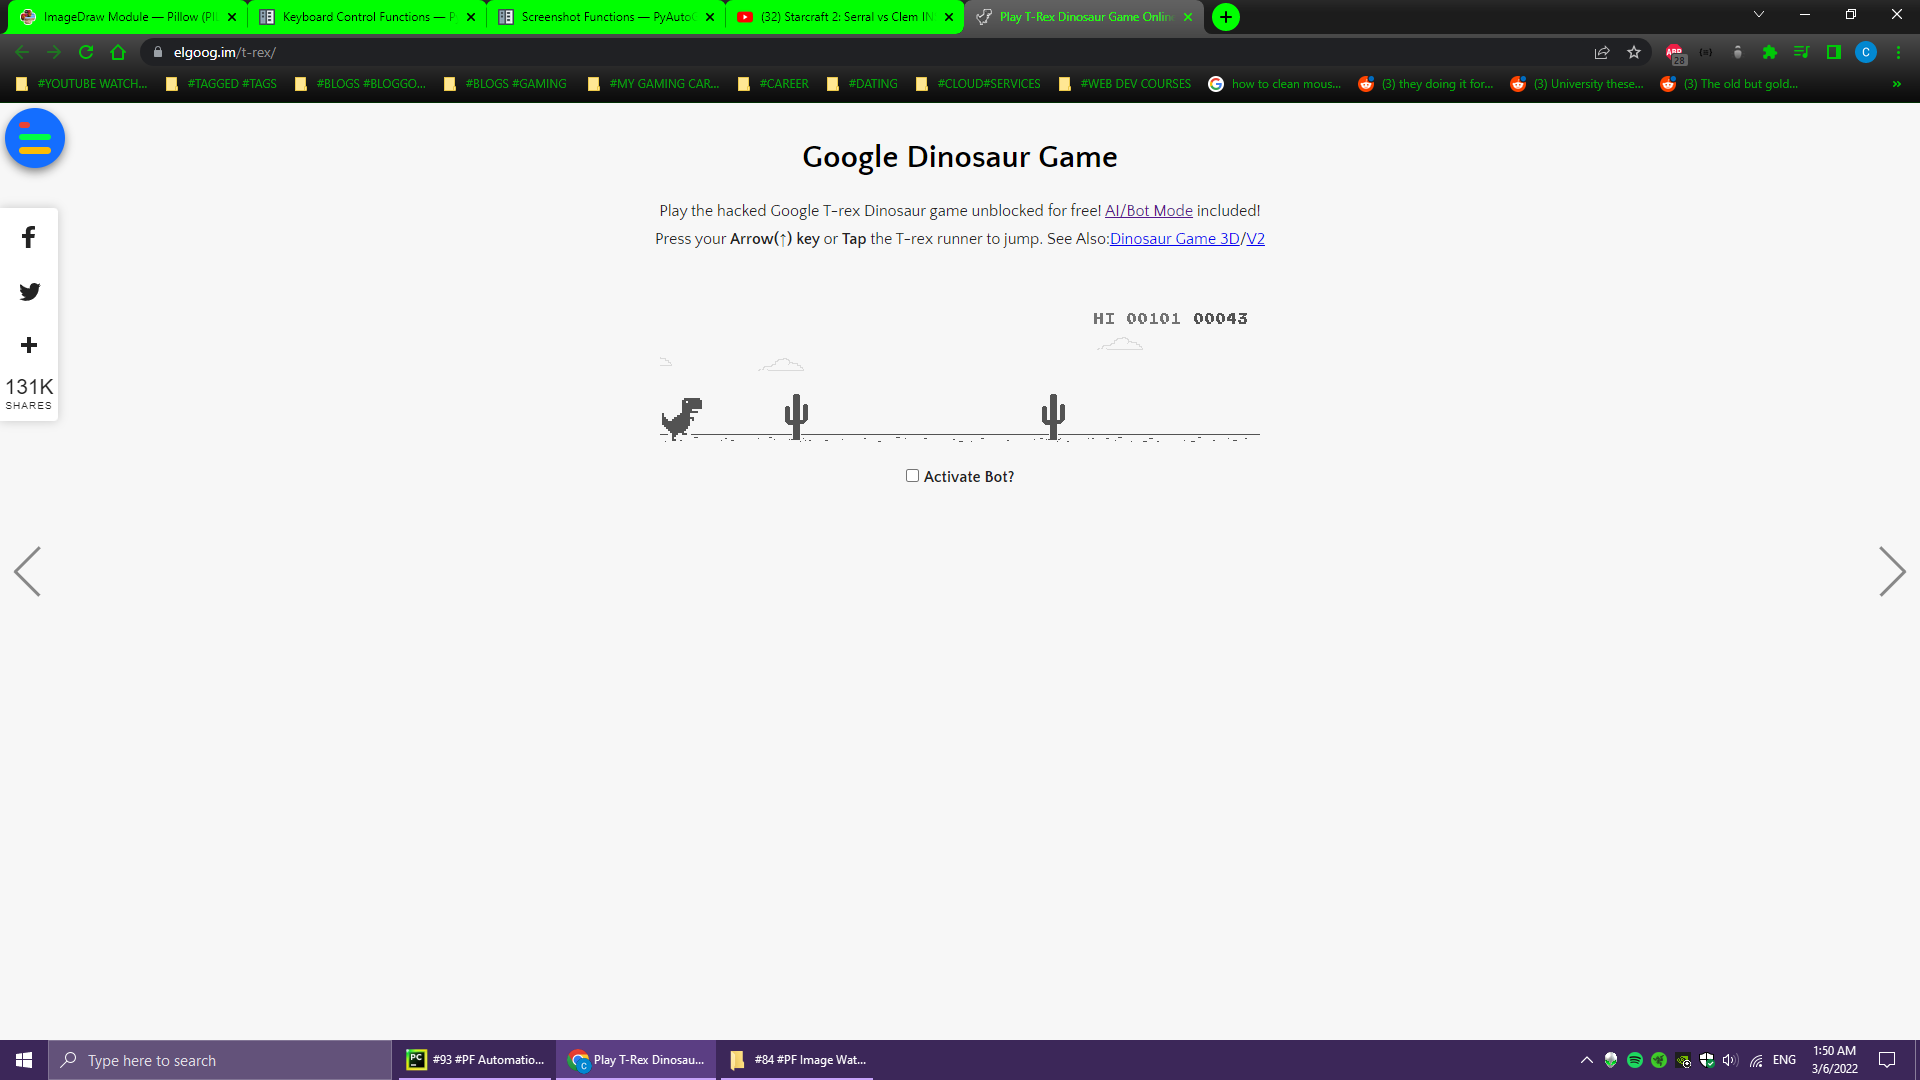 ImageDraw Module — Pillow (PIL
Keyboard Control Functions — P
Screenshot Functions — PyAuto
(32) Starcraft 2: Serral vs Clem IN
Play T-Rex Dinosaur Game Onlin
elgoog.im/t-rex/
ABP
28
C
#YOUTUBE WATCH...
#TAGGED #TAGS
#BLOGS #BLOGGO...
#BLOGS #GAMING
#MY GAMING CAR...
#CAREER
#DATING
#CLOUD#SERVICES
#WEB DEV COURSES
how to clean mous...
(3) they doing it for...
(3) University these...
(3) The old but gold...
»
Google Dinosaur Game
Play the hacked Google T-rex Dinosaur game unblocked for free! AI/Bot Mode included!
Press your Arrow(↑) key or Tap the T-rex runner to jump. See Also:Dinosaur Game 3D/V2
131K
SHARES
HI 00101 00043
Activate Bot?
Type here to search
PC
#93 #PF Automatio...
C
Play T-Rex Dinosau...
#84 #PF Image Wat...
ENG
1:50 AM
3/6/2022